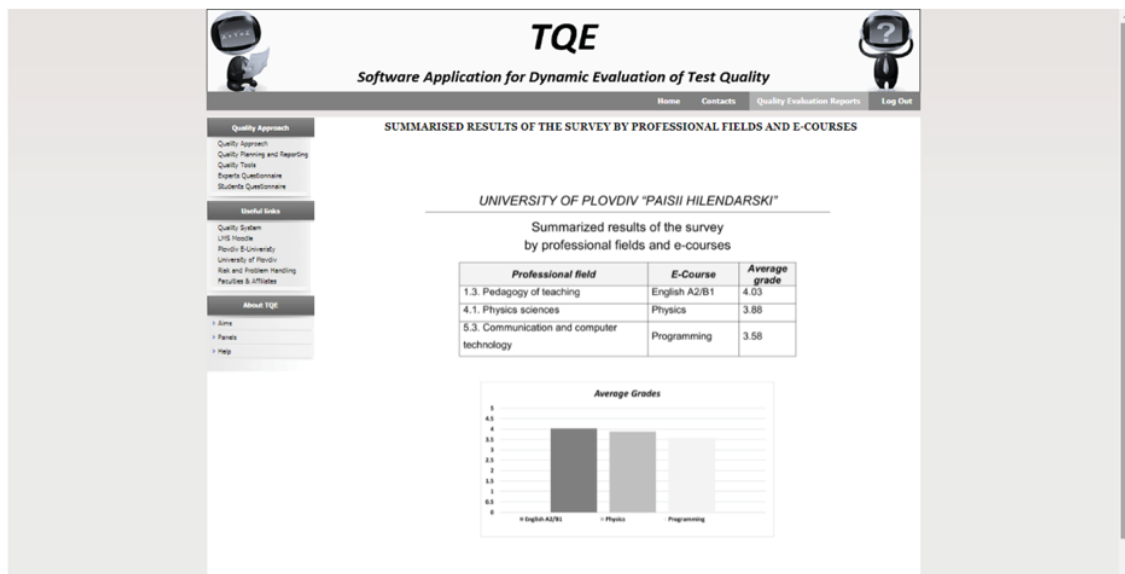 TQE
Software Application for Dynamic Evaluation of Test Quality
Home Contacts Quality Evaluation Reports Log Out
Quality Approach
Quality Approach
Quality Planning and Reporting
Quality Tools
Experts Questionnaire
Students Questionnaire
Useful links
Quality System
LMS Moodle
Plovdiv E-Univeristy
University of Plovdiv
Risk and Problem Handling
Faculties & Affiliates
About TQE
> Aims
> Panels
> Help
SUMMARISED RESULTS OF THE SURVEY BY PROFESSIONAL FIELDS AND E-COURSES
UNIVERSITY OF PLOVDIV "PAISII HILENDARSKI"
Summarized results of the survey
by professional fields and e-courses
Professional field E-Course Average grade
1.3. Pedagogy of teaching English A2/B1 4.03
4.1. Physics sciences Physics 3.88
5.3. Communication and computer
technology Programming 3.58
Average Grades
5
4.5
4
3.5
3
2.5
2
1.5
1
0.5
0
English A2/B1 Physics Programming